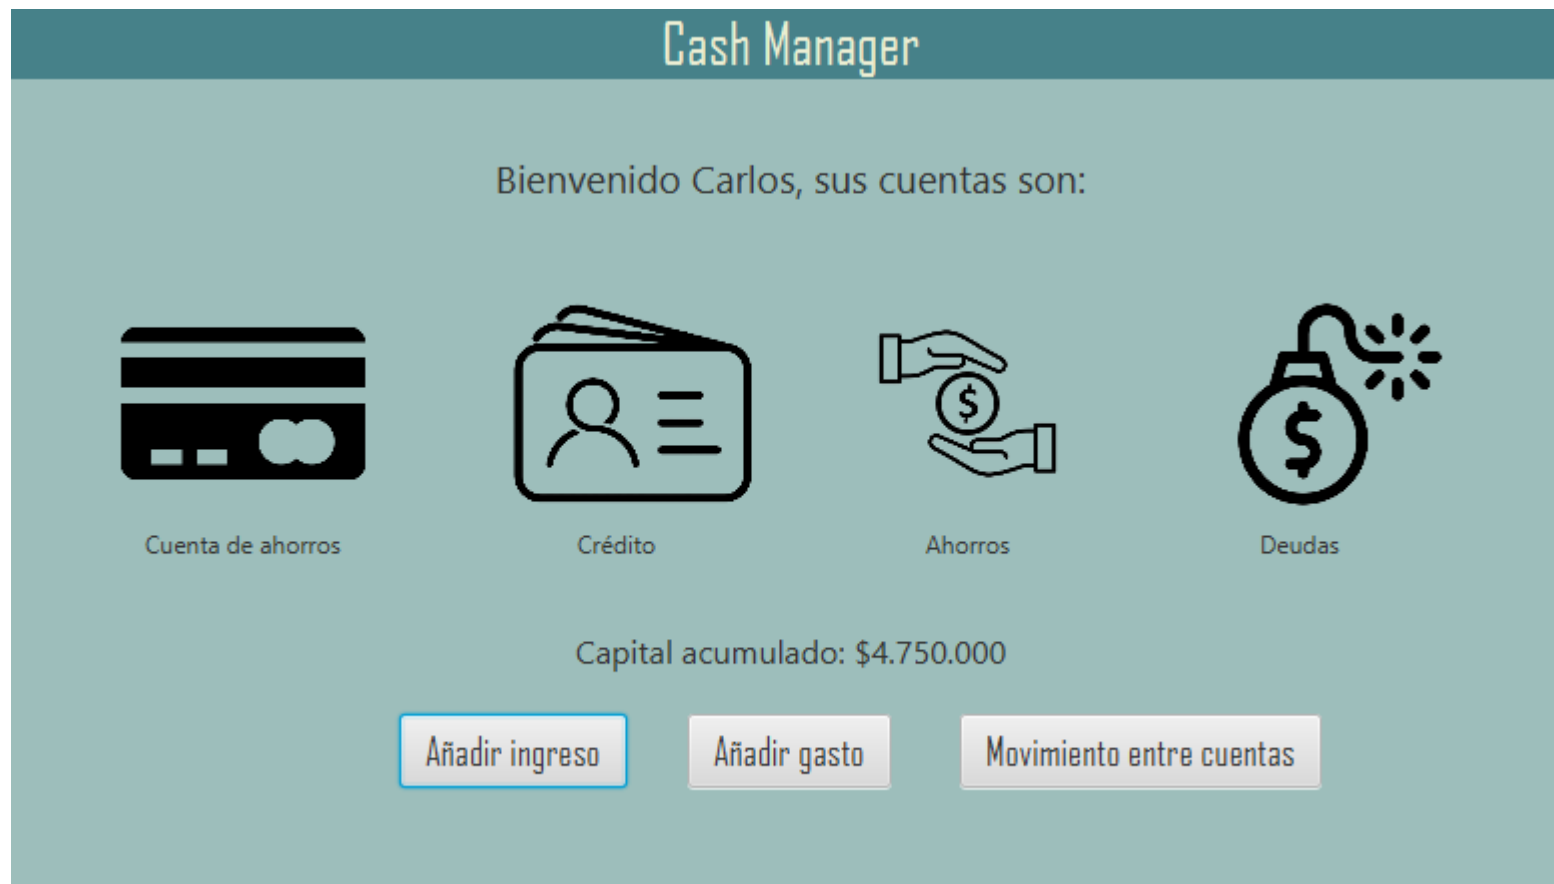 Cash Manager
Bienvenido Carlos, sus cuentas son:
$ $
Cuenta de ahorros Crédito Ahorros Deudas
Capital acumulado: $4.750.000
Añadir ingreso Añadir gasto Movimiento entre cuentas